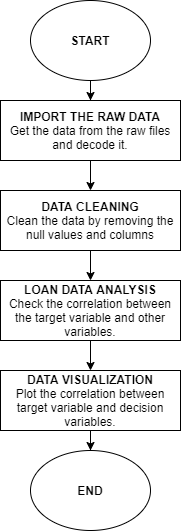 START
IMPORT THE RAW DATA
Get the data from the raw files
and decode it.
DATA CLEANING
Clean the data by removing the
null values and columns
LOAN DATA ANALYSIS
Check the correlation between
the target variable and other
variables.
DATA VISUALIZATION
Plot the correlation between
target variable and decision
variables.
END